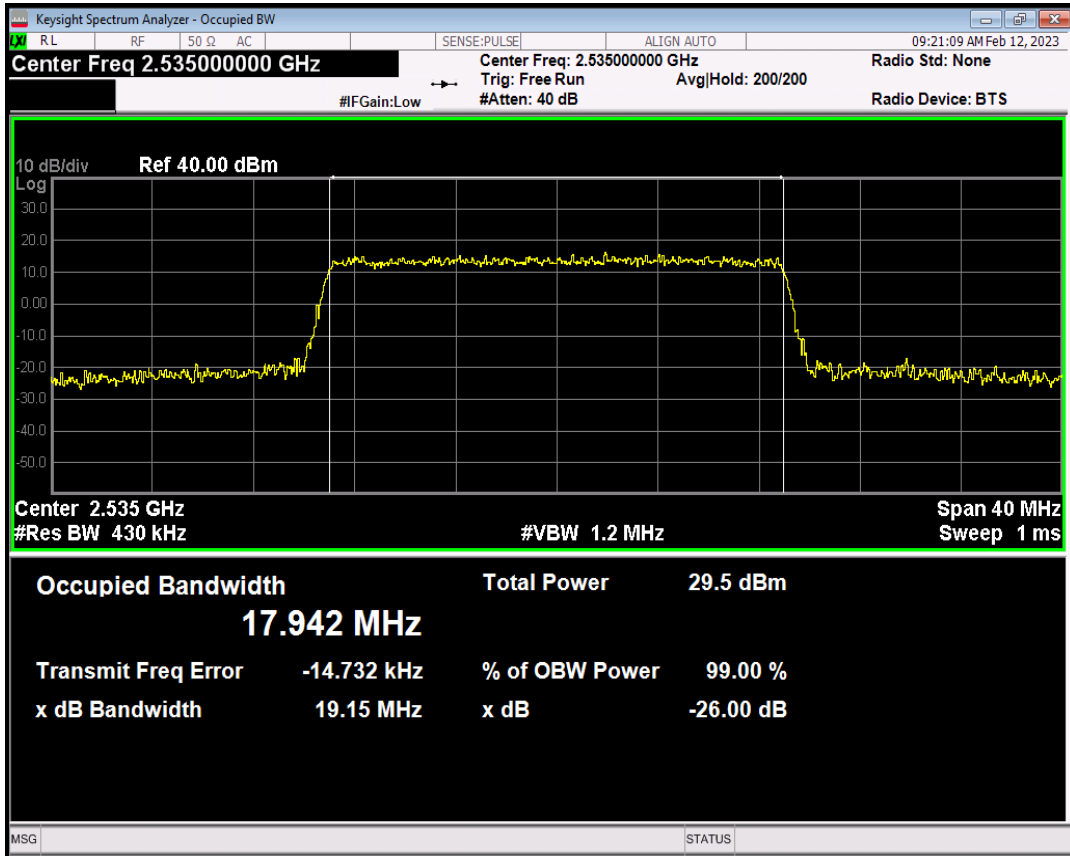 Keysight Spectrum Analyzer - Occupied BW
LXI RL RF 50 Ω AC SENSE:PULSE ALIGN AUTO 09:21:09 AM Feb 12, 2023
Center Freq 2.535000000 GHz Center Freq: 2.535000000 GHz Radio Std: None
Trig: Free Run Avg|Hold: 200/200
#IFGain:Low #Atten: 40 dB Radio Device: BTS
10 dB/div Ref 40.00 dBm
Log
30.0
20.0
10.0
0.00
-10.0
-20.0
-30.0
-40.0
-50.0
Center 2.535 GHz Span 40 MHz
#Res BW 430 kHz #VBW 1.2 MHz Sweep 1 ms
Occupied Bandwidth Total Power 29.5 dBm
17.942 MHz
Transmit Freq Error -14.732 kHz % of OBW Power 99.00 %
x dB Bandwidth 19.15 MHz x dB -26.00 dB
MSG STATUS